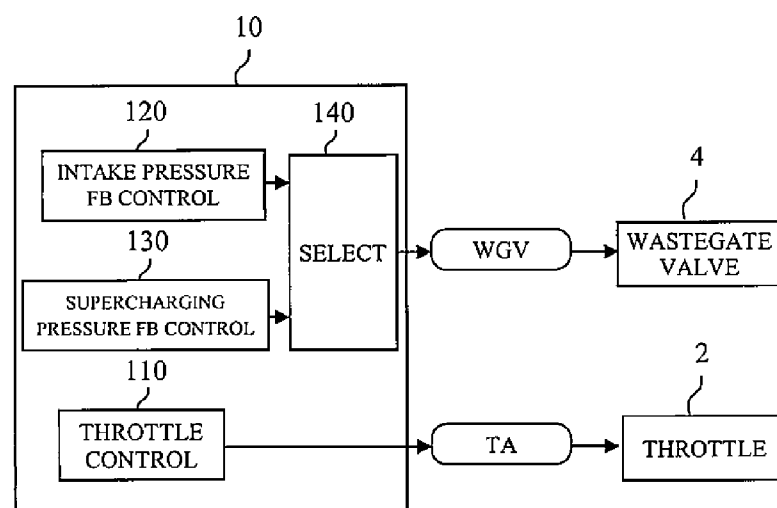 10
120
140
INTAKE PRESSURE
FB CONTROL
4
SELECT
WGV
WASTEGATE
VALVE
130
SUPERCHARGING
PRESSURE FB CONTROL
110
2
THROTTLE
CONTROL
TA
THROTTLE